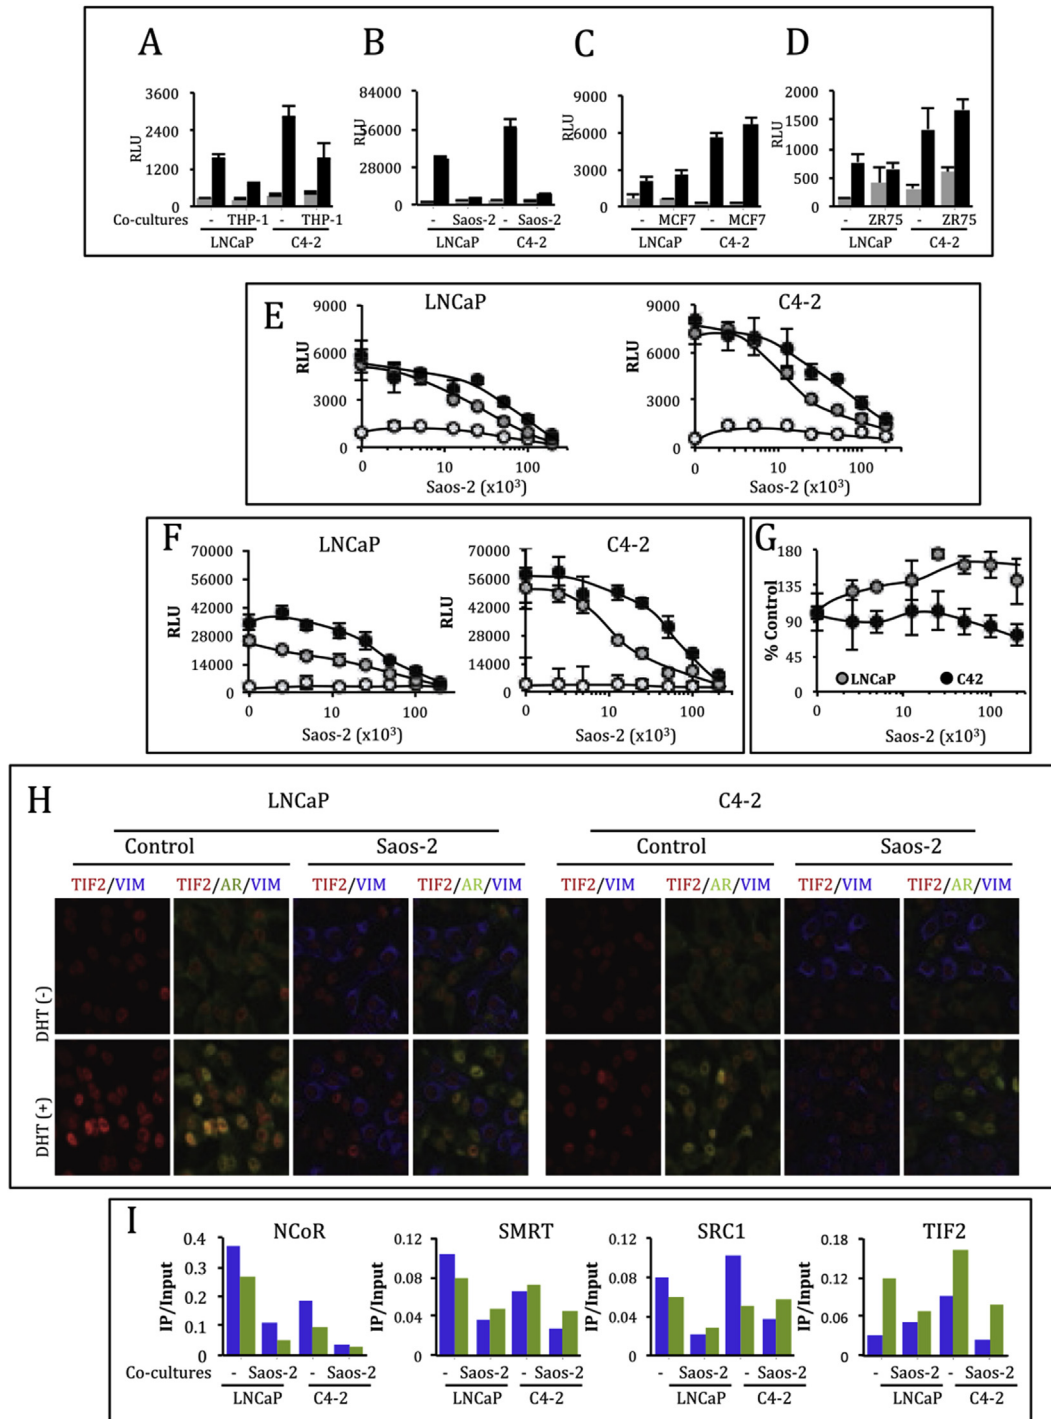 A B C D
3600
2400
1200
0
RLU
84000
56000
28000
0
RLU
9000
6000
3000
0
RLU
2000
1500
1000
500
0
RLU
Co-cultures - THP-1 - THP-1
LNCaP C4-2
- Saos-2 - Saos-2
LNCaP C4-2
- MCF7 - MCF7
LNCaP C4-2
- ZR75 - ZR75
LNCaP C4-2
E
LNCaP
9000
6000
3000
0
RLU
0 10 100
Saos-2 (x10³)
C4-2
9000
6000
3000
0
RLU
0 10 100
Saos-2 (x10³)
F
LNCaP
70000
56000
42000
28000
14000
0
RLU
0 10 100
Saos-2 (x10³)
C4-2
70000
56000
42000
28000
14000
0
RLU
0 10 100
Saos-2 (x10³)
G
180
135
90
45
0
% Control
LNCaP C42
0 10 100
Saos-2 (x10³)
H
LNCaP C4-2
Control Saos-2 Control Saos-2
TIF2/VIM TIF2/AR/VIM TIF2/VIM TIF2/AR/VIM TIF2/VIM TIF2/AR/VIM TIF2/VIM TIF2/AR/VIM
DHT (-)
DHT (+)
I
NCoR
0.4
0.3
0.2
0.1
0
IP/Input
SMRT
0.12
0.08
0.04
0
IP/Input
SRC1
0.12
0.08
0.04
0
IP/Input
TIF2
0.18
0.12
0.06
0
IP/Input
Co-cultures - Saos-2 - Saos-2
LNCaP C4-2
- Saos-2 - Saos-2
LNCaP C4-2
- Saos-2 - Saos-2
LNCaP C4-2
- Saos-2 - Saos-2
LNCaP C4-2